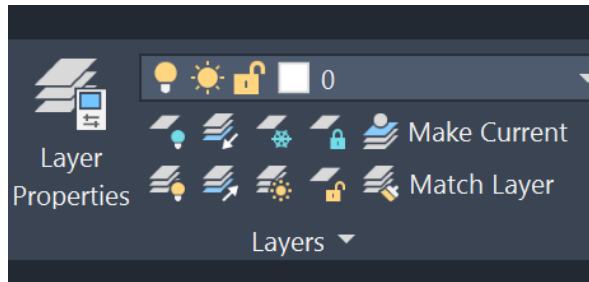 0
Make Current
Layer
Properties
Match Layer
Layers